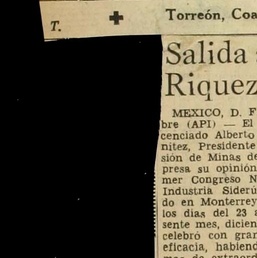 T. ✚ Torreón, Coa
Salida
Riquez
MEXICO, D. F
bre (API) — El
cenciado Alberto
nítez, Presidente
sión de Minas de
presa su opinión
mer Congreso N
Industria Siderú
do en Monterrey
los días del 23 a
sente mes, dicien
celebró con gran
eficacia, habiend